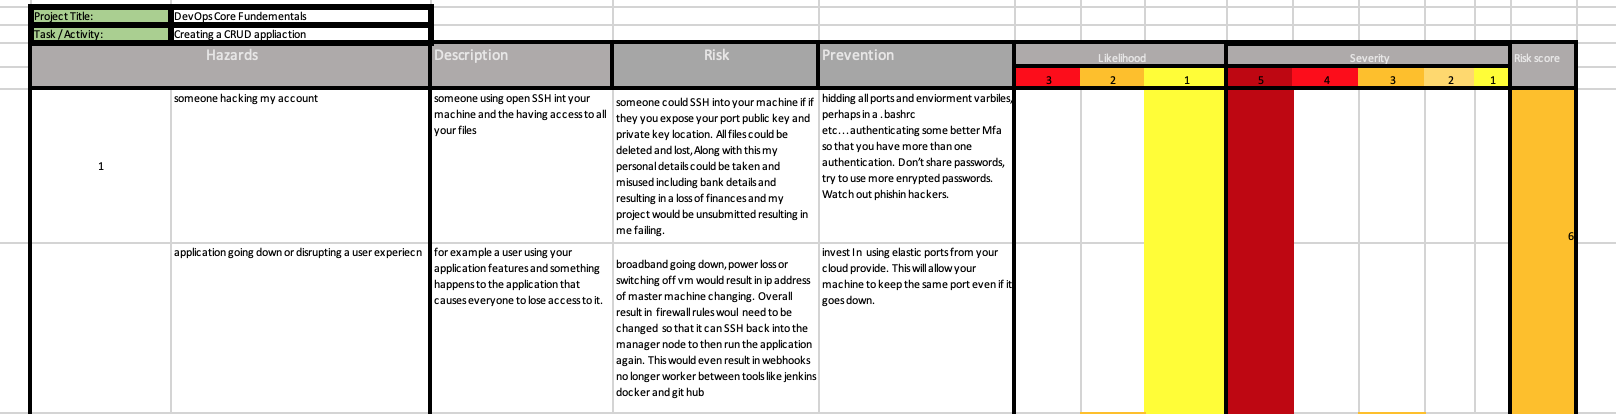 Project Title: DevOps Core Fundementals
Task / Activity: Creating a CRUD appliaction
Hazards Description Risk Prevention Likelihood Severity Risk score
3 2 1 5 4 3 2 1
1
someone hacking my account
someone using open SSH int your
machine and the having access to all
your files
someone could SSH into your machine if if
they you expose your port public key and
private key location. All files could be
deleted and lost, Along with this my
personal details could be taken and
misused including bank details and
resulting in a loss of finances and my
project would be unsubmitted resulting in
me failing.
hidding all ports and enviorment varbiles,
perhaps in a . bashrc
etc... authenticating some better Mfa
so that you have more than one
authentication. Don't share passwords,
try to use more enrypted passwords.
Watch out phishin hackers.
6
application going down or disrupting a user experiecn
for example a user using your
application features and something
happens to the application that
causes everyone to lose access to it.
broadband going down, power loss or
switching off vm would result in ip address
of master machine changing. Overall
result in firewall rules woul need to be
changed so that it can SSH back into the
manager node to then run the application
again. This would even result in webhooks
no longer worker between tools like jenkins
docker and git hub
invest In using elastic ports from your
cloud provide. This will allow your
machine to keep the same port even if it
goes down.